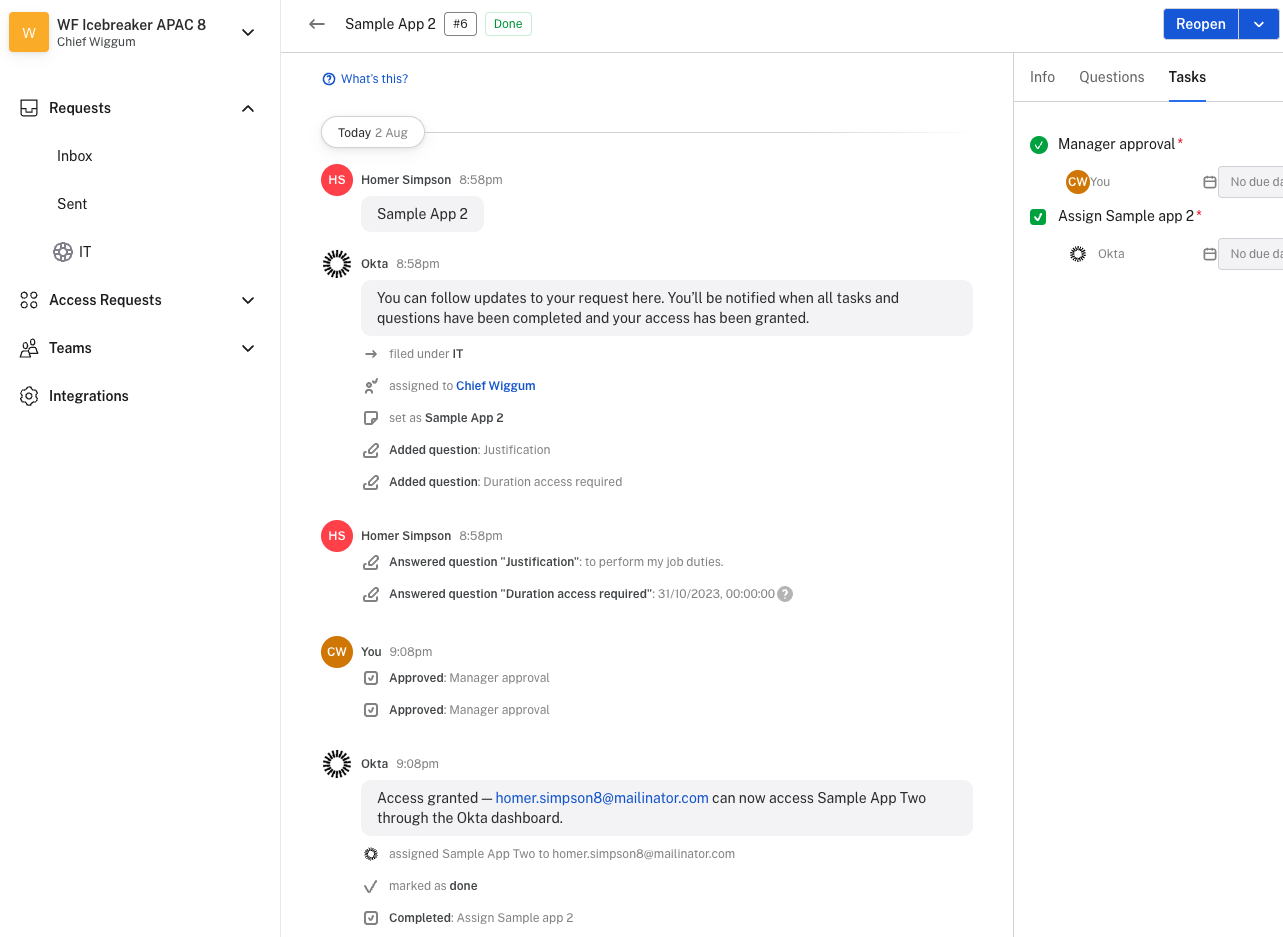 W
WF Icebreaker APAC 8
Chief Wiggum
Requests
Inbox
Sent
IT
Access Requests
Teams
Integrations
Sample App 2 #6 Done
Reopen
What's this?
Today 2 Aug
HS Homer Simpson 8:58pm
Sample App 2
Okta 8:58pm
You can follow updates to your request here. You'll be notified when all tasks and
questions have been completed and your access has been granted.
filed under IT
assigned to Chief Wiggum
set as Sample App 2
Added question: Justification
Added question: Duration access required
HS Homer Simpson 8:58pm
Answered question "Justification": to perform my job duties.
Answered question "Duration access required": 31/10/2023, 00:00:00 ?
CW You 9:08pm
Approved: Manager approval
Approved: Manager approval
Okta 9:08pm
Access granted — homer.simpson8@mailinator.com can now access Sample App Two
through the Okta dashboard.
assigned Sample App Two to homer.simpson8@mailinator.com
marked as done
Completed: Assign Sample app 2
Info Questions Tasks
Manager approval *
CW You No due da
Assign Sample app 2 *
Okta No due da